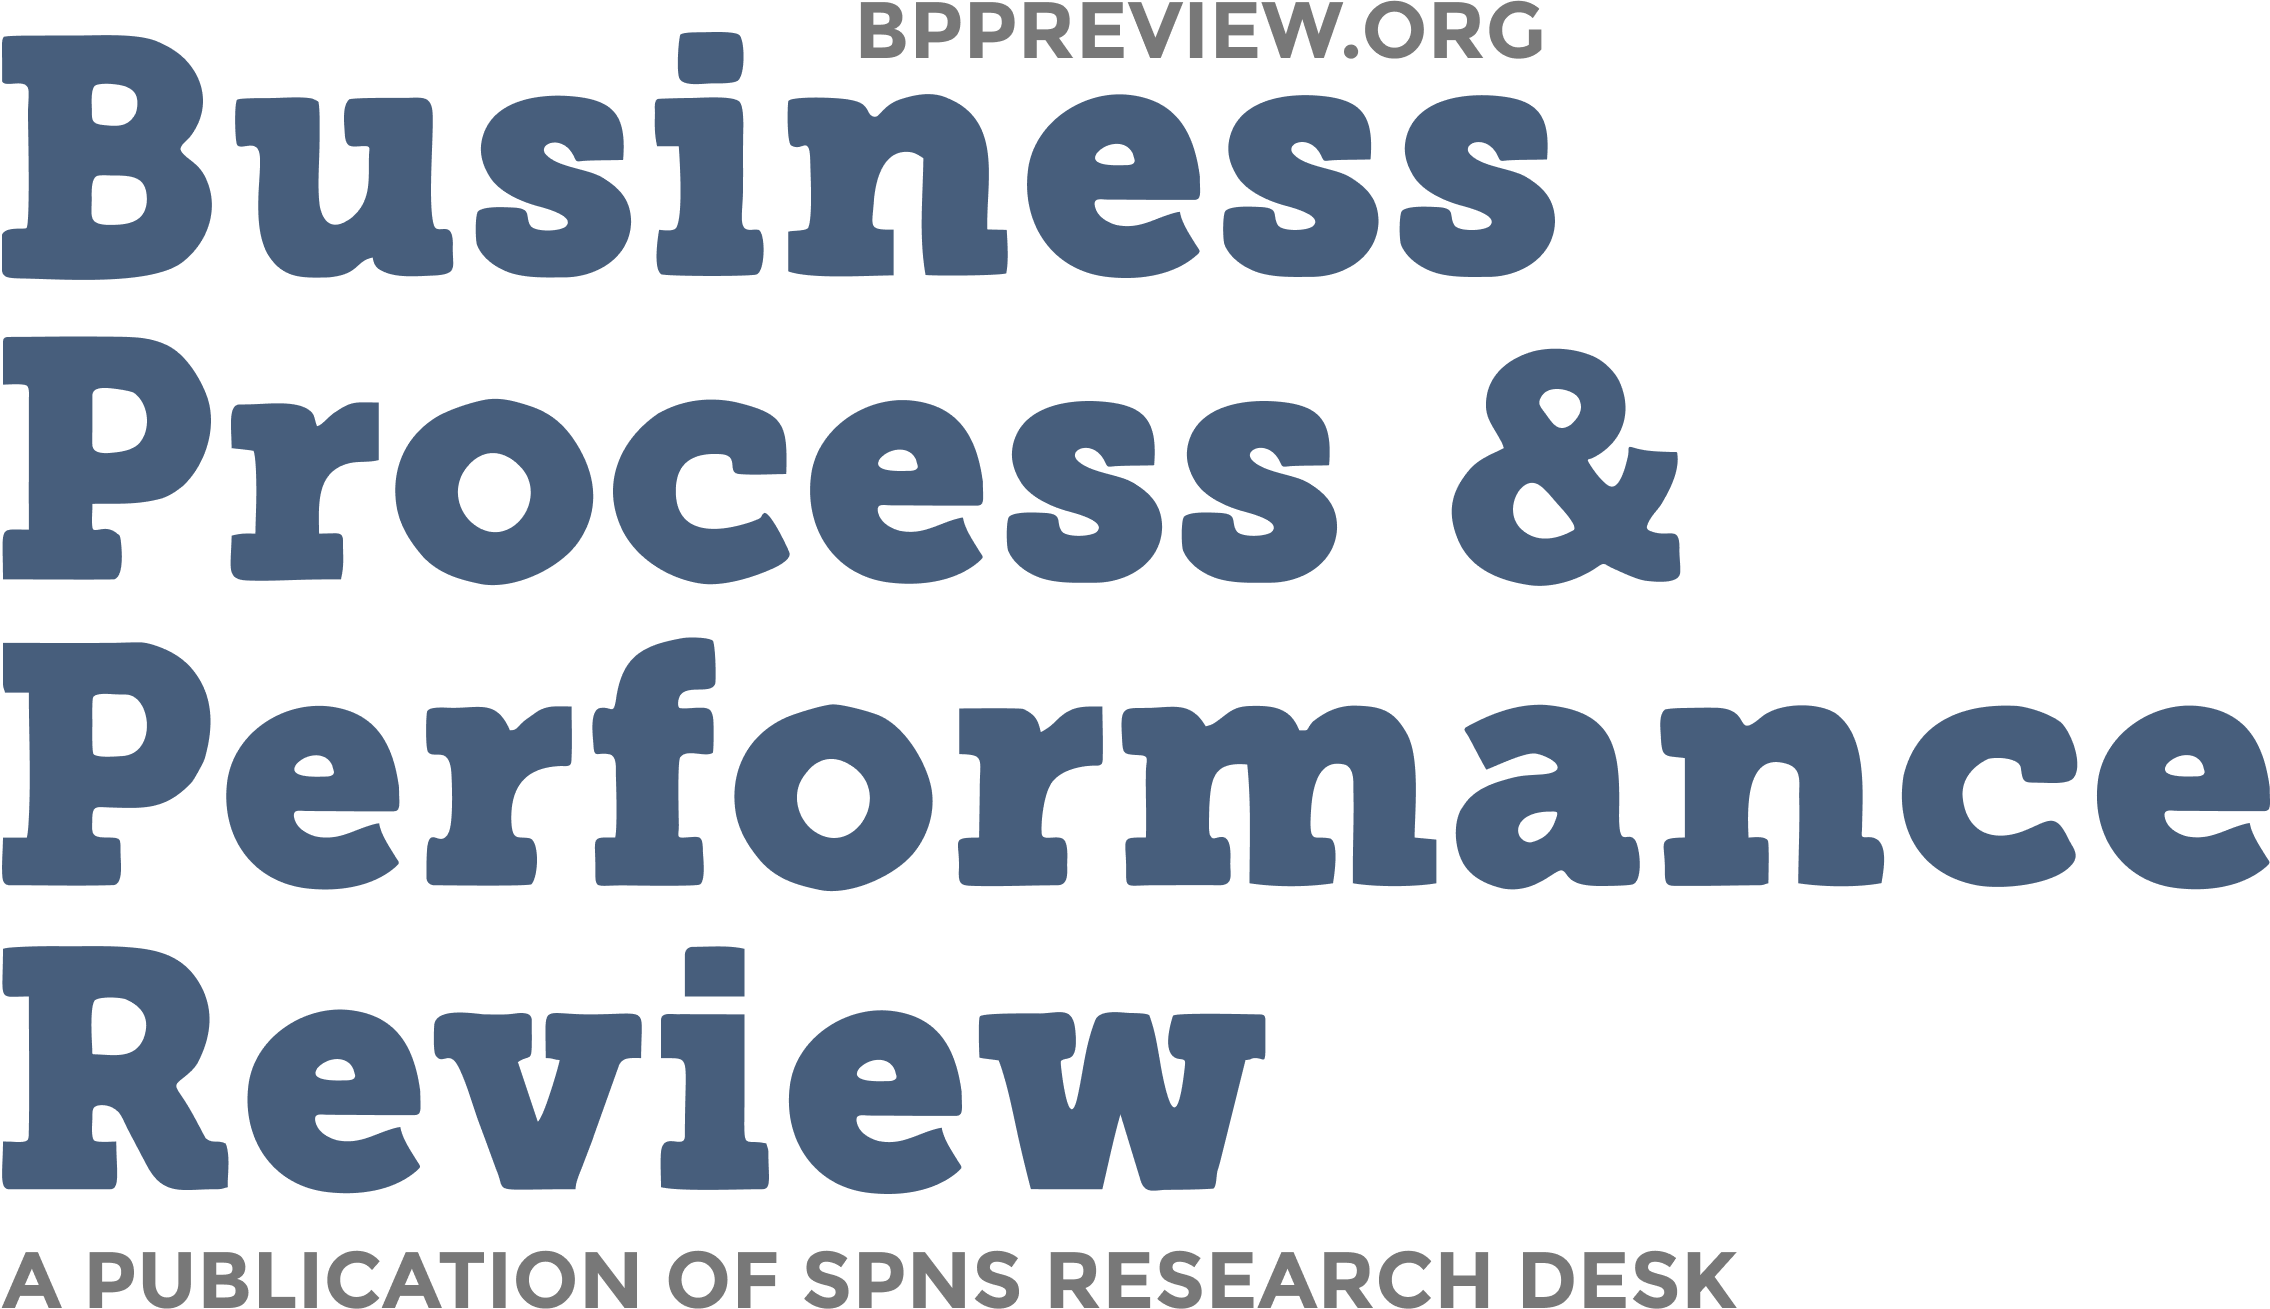 BPPREVIEW.ORG
Business
Process &
Performance
Review
A PUBLICATION OF SPNS RESEARCH DESK